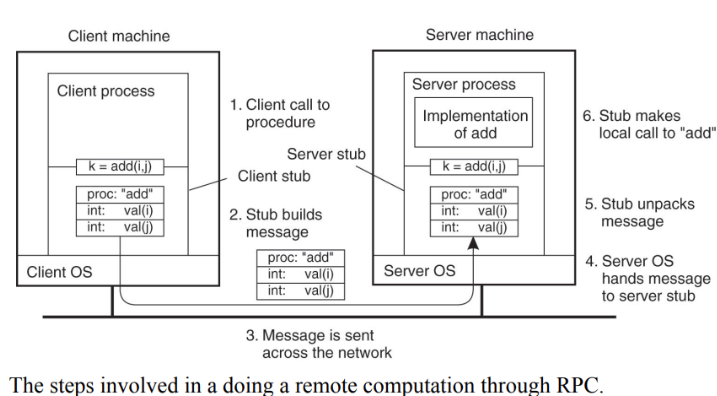 Client machine
Server machine
Client process
Server process
1. Client call to
procedure
Implementation
of add
6. Stub makes
local call to "add"
Server stub
k = add(i,j)
k = add(i,j)
Client stub
proc: "add"
int: val(i)
int: val(j)
2. Stub builds
message
proc: "add"
int: val(i)
int: val(j)
5. Stub unpacks
message
proc: "add"
int: val(i)
int: val(j)
Client OS
Server OS
4. Server OS
hands message
to server stub
3. Message is sent
across the network
The steps involved in a doing a remote computation through RPC.